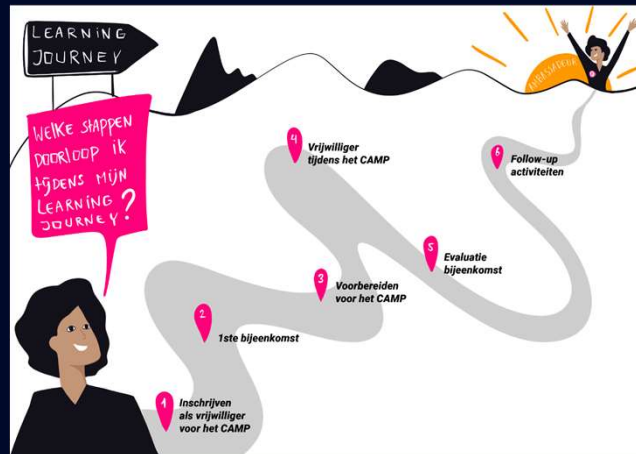 LEARNING
JOURNEY
WELKE STAPPEN
DOORLOOP IK
TIJDENS MIJN
LEARNING
JOURNEY?
AMBASSADEUR
4
Vrijwilliger
tijdens het CAMP
6
Follow-up
activiteiten
5
Evaluatie
bijeenkomst
3
Voorbereiden
voor het CAMP
2
1ste bijeenkomst
1
Inschrijven
als vrijwilliger
voor het CAMP